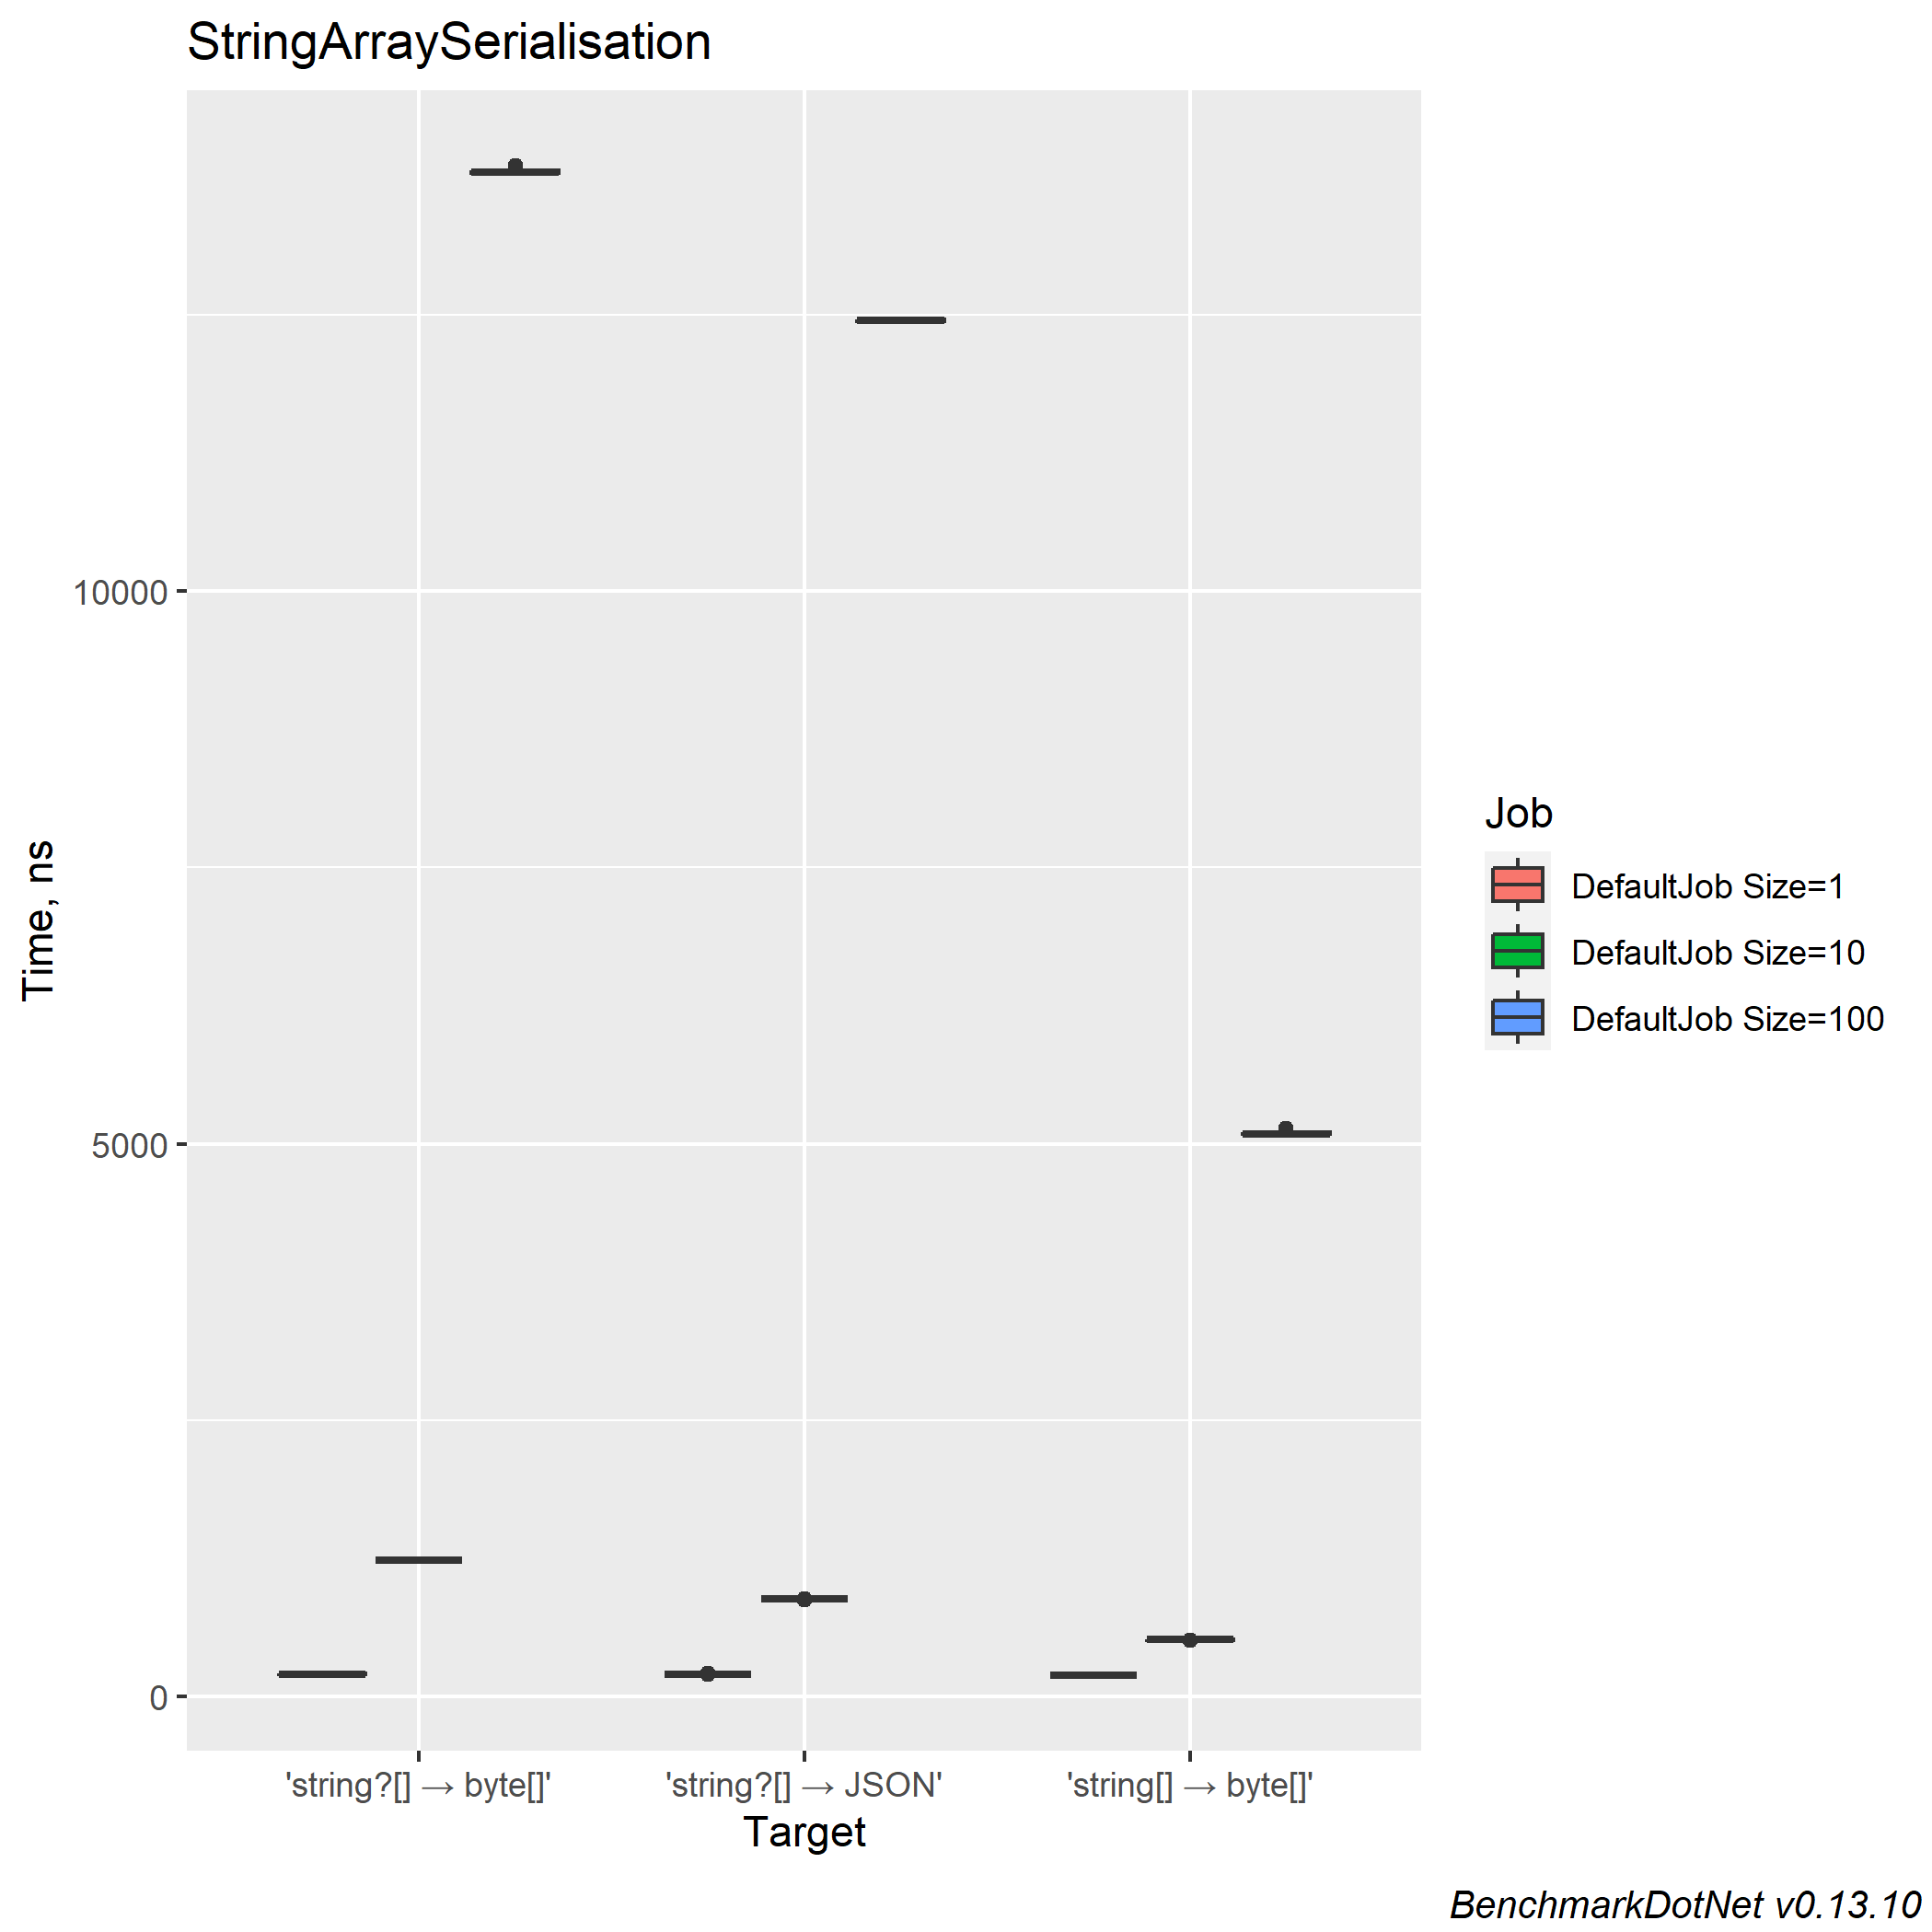 StringArraySerialisation
Time, ns
10000
5000
0
'string?[] → byte[]'
'string?[] → JSON'
'string[] → byte[]'
Target
Job
DefaultJob Size=1
DefaultJob Size=10
DefaultJob Size=100
BenchmarkDotNet v0.13.10